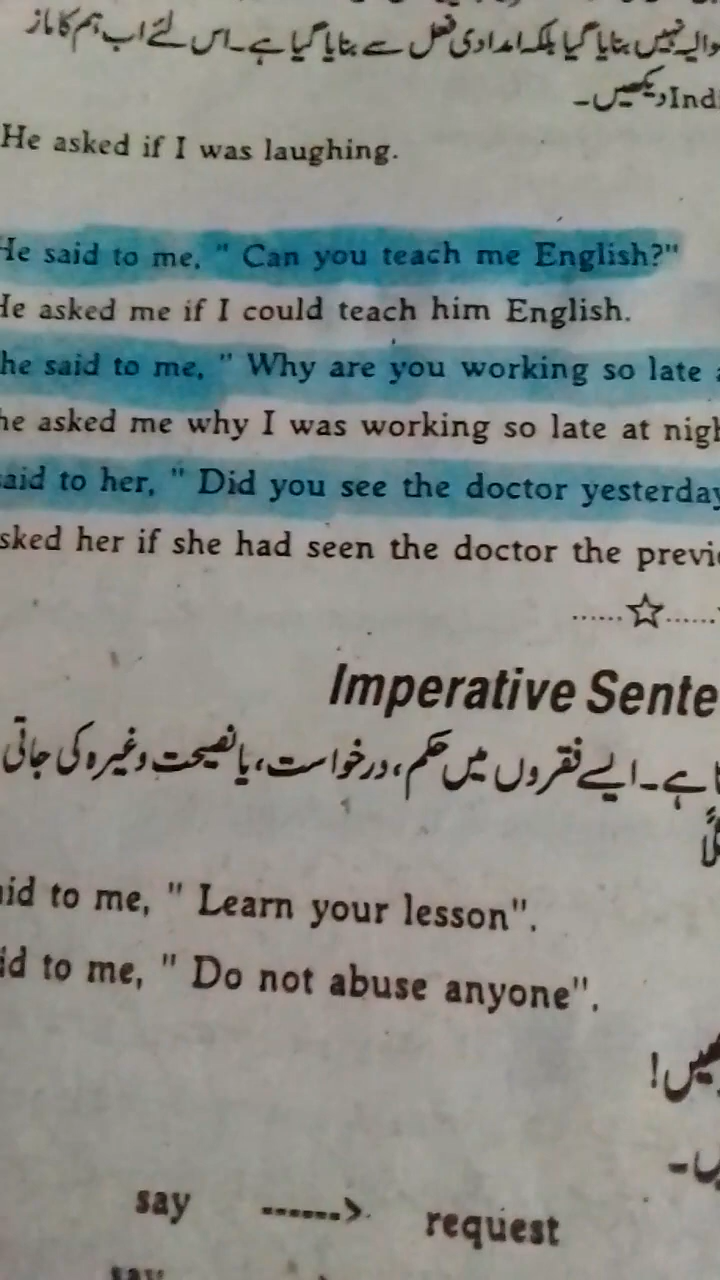 نہیں بتایا گیا بلکہ امدادی فعل سے بتایا گیا ہے۔ اس لئے اب ہم کلاز
Ind دیکھیں۔
He asked if I was laughing.
He said to me, " Can you teach me English?"
He asked me if I could teach him English.
he said to me, " Why are you working so late
he asked me why I was working so late at nigh
said to her, " Did you see the doctor yesterday
sked her if she had seen the doctor the previ
......☆......
Imperative Sente
ہے۔ ایسے فقروں میں حکم، درخواست، یا نصیحت وغیرہ کی جاتی
aid to me, " Learn your lesson".
id to me, " Do not abuse anyone".
say ------> request
say